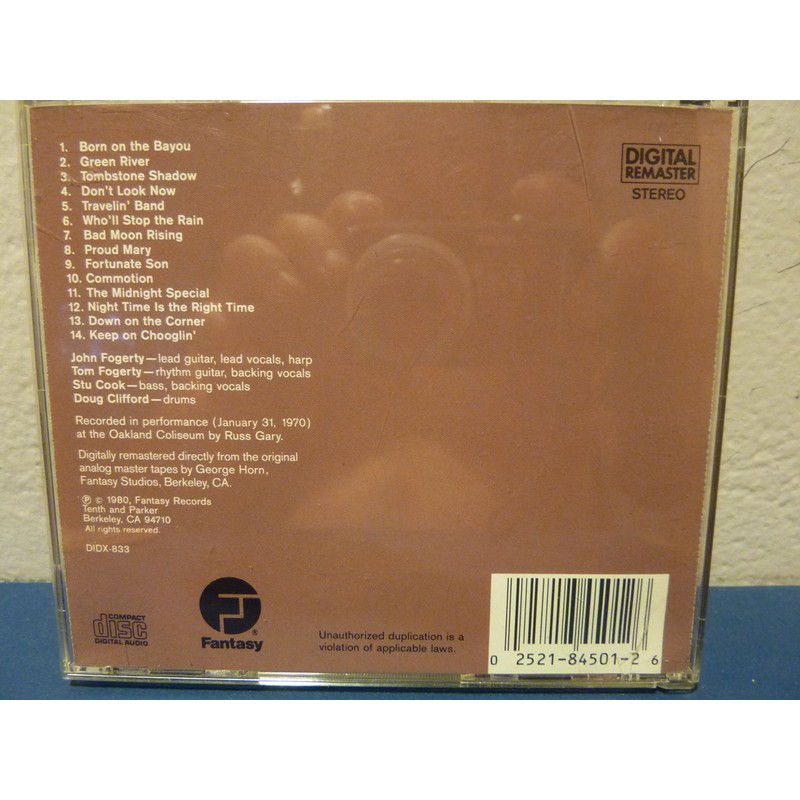 1. Born on the Bayou
2. Green River
3. Tombstone Shadow
4. Don't Look Now
5. Travelin' Band
6. Who'll Stop the Rain
7. Bad Moon Rising
8. Proud Mary
9. Fortunate Son
10. Commotion
11. The Midnight Special
12. Night Time Is the Right Time
13. Down on the Corner
14. Keep on Chooglin'
John Fogerty—lead guitar, lead vocals, harp
Tom Fogerty—rhythm guitar, backing vocals
Stu Cook—bass, backing vocals
Doug Clifford—drums
Recorded in performance (January 31, 1970)
at the Oakland Coliseum by Russ Gary.
Digitally remastered directly from the original
analog master tapes by George Horn,
Fantasy Studios, Berkeley, CA.
℗ © 1980, Fantasy Records
Tenth and Parker
Berkeley, CA 94710
All rights reserved.
DIDX-833
DIGITAL
REMASTER
STEREO
COMPACT
disc
DIGITAL AUDIO
Fantasy®
Unauthorized duplication is a
violation of applicable laws.
0 2521-84501-2 6